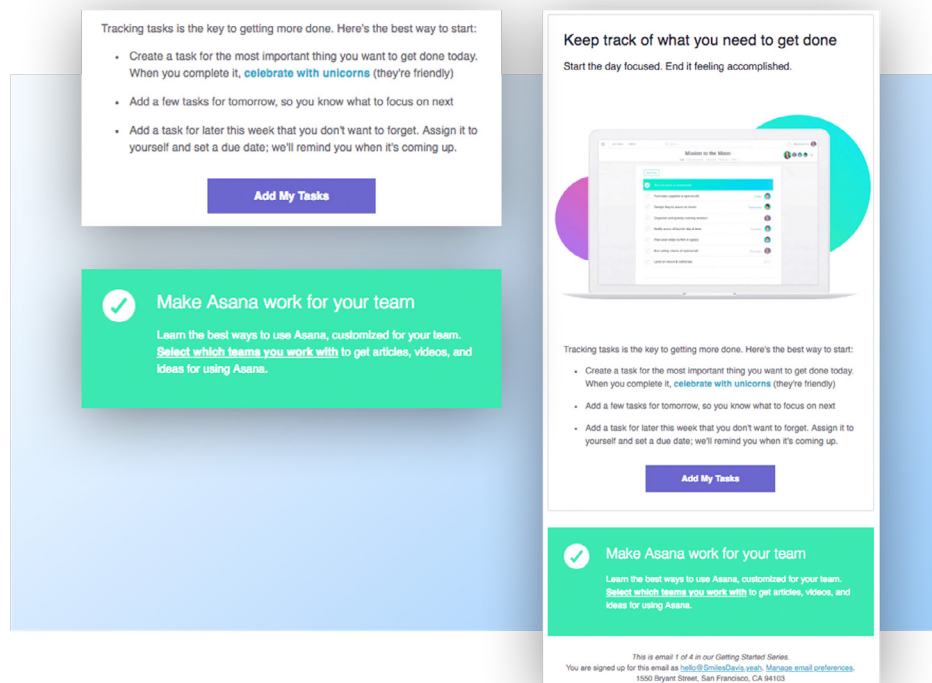 Tracking tasks is the key to getting more done. Here's the best way to start:
• Create a task for the most important thing you want to get done today.
When you complete it, celebrate with unicorns (they're friendly)
• Add a few tasks for tomorrow, so you know what to focus on next
• Add a task for later this week that you don't want to forget. Assign it to
yourself and set a due date; we'll remind you when it's coming up.
Add My Tasks
Make Asana work for your team
Learn the best ways to use Asana, customized for your team.
Select which teams you work with to get articles, videos, and
ideas for using Asana.
Keep track of what you need to get done
Start the day focused. End it feeling accomplished.
Mission to the Moon
Tracking tasks is the key to getting more done. Here's the best way to start:
• Create a task for the most important thing you want to get done today.
When you complete it, celebrate with unicorns (they're friendly)
• Add a few tasks for tomorrow, so you know what to focus on next
• Add a task for later this week that you don't want to forget. Assign it to
yourself and set a due date; we'll remind you when it's coming up.
Add My Tasks
Make Asana work for your team
Learn the best ways to use Asana, customized for your team.
Select which teams you work with to get articles, videos, and
ideas for using Asana.
This is email 1 of 4 in our Getting Started Series.
You are signed up for this email as hello@SmilesDavis.yeah. Manage email preferences.
1550 Bryant Street, San Francisco, CA 94103